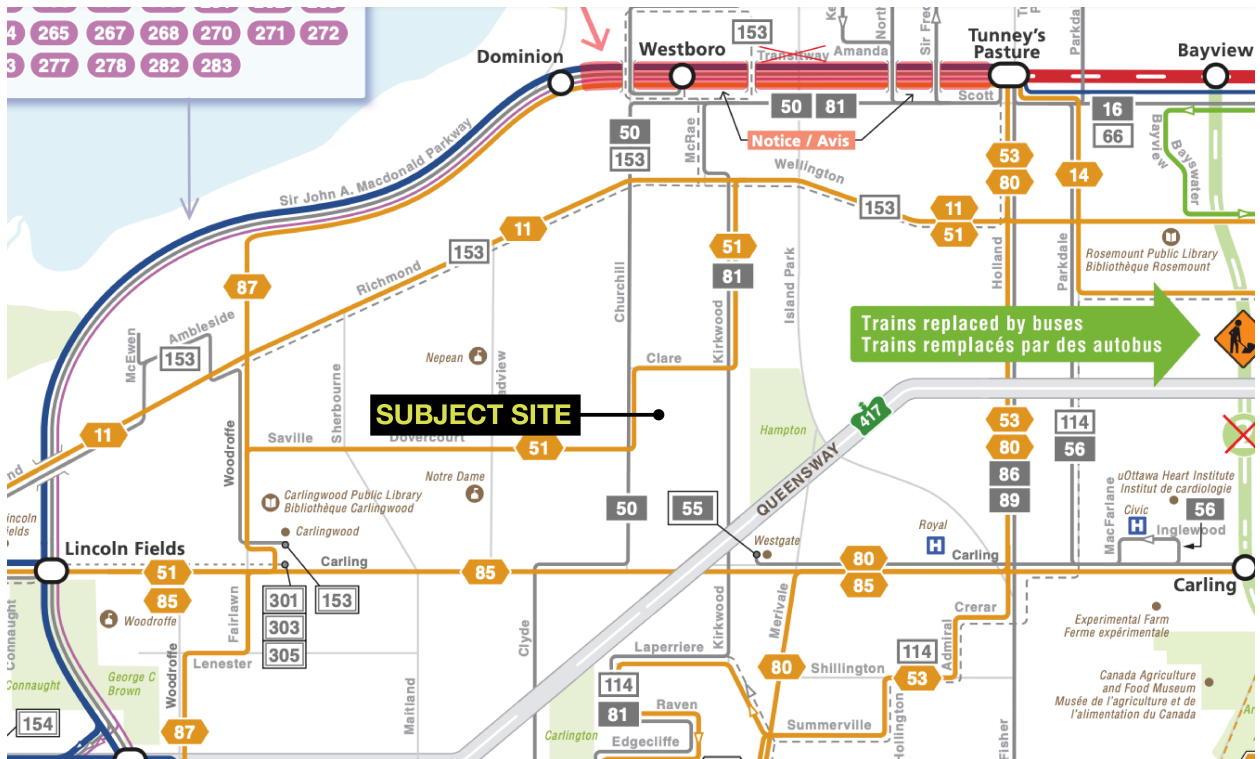 265 267 268 270 271 272
277 278 282 283
Dominion
Westboro
153
Transitway
Amanda
North
Sir Fred
Tunney's
Pasture
Parkdale
Bayview
Scott
50 81
Notice / Avis
50
153
McRae
Wellington
16
66
Bayview
Bayswater
53
80
14
Sir John A. Macdonald Parkway
11
153
153
11
51
51
81
87
Richmond
Churchill
Kirkwood
Island Park
Holland
Parkdale
Rosemount Public Library
Bibliothèque Rosemount
Ambleside
McEwen
153
Nepean
Clare
Trains replaced by buses
Trains remplacés par des autobus
Sherbourne
SUBJECT SITE
417
11
Woodroffe
Saville
Dovercourt
51
Hampton
QUEENSWAY
53
80
86
89
114
56
Notre Dame
Carlingwood Public Library
Bibliothèque Carlingwood
Carlingwood
50
55
Westgate
Royal
H
uOttawa Heart Institute
Institut de cardiologie
Civic
H
56
MacFarlane
Inglewood
Lincoln Fields
51
85
Carling
85
80
85
Carling
Carling
301
303
305
153
Woodroffe
Fairlawn
Clyde
Kirkwood
Merivale
Crerar
Admiral
Experimental Farm
Ferme expérimentale
Connaught
Connaught
George C
Brown
Woodroffe
Lenester
Laperriere
114
81
80
Shillington
114
53
Canada Agriculture
and Food Museum
Musée de l'agriculture et de
l'alimentation du Canada
Maitland
154
87
Raven
Edgecliffe
Carlington
Summerville
Hollington
Fisher